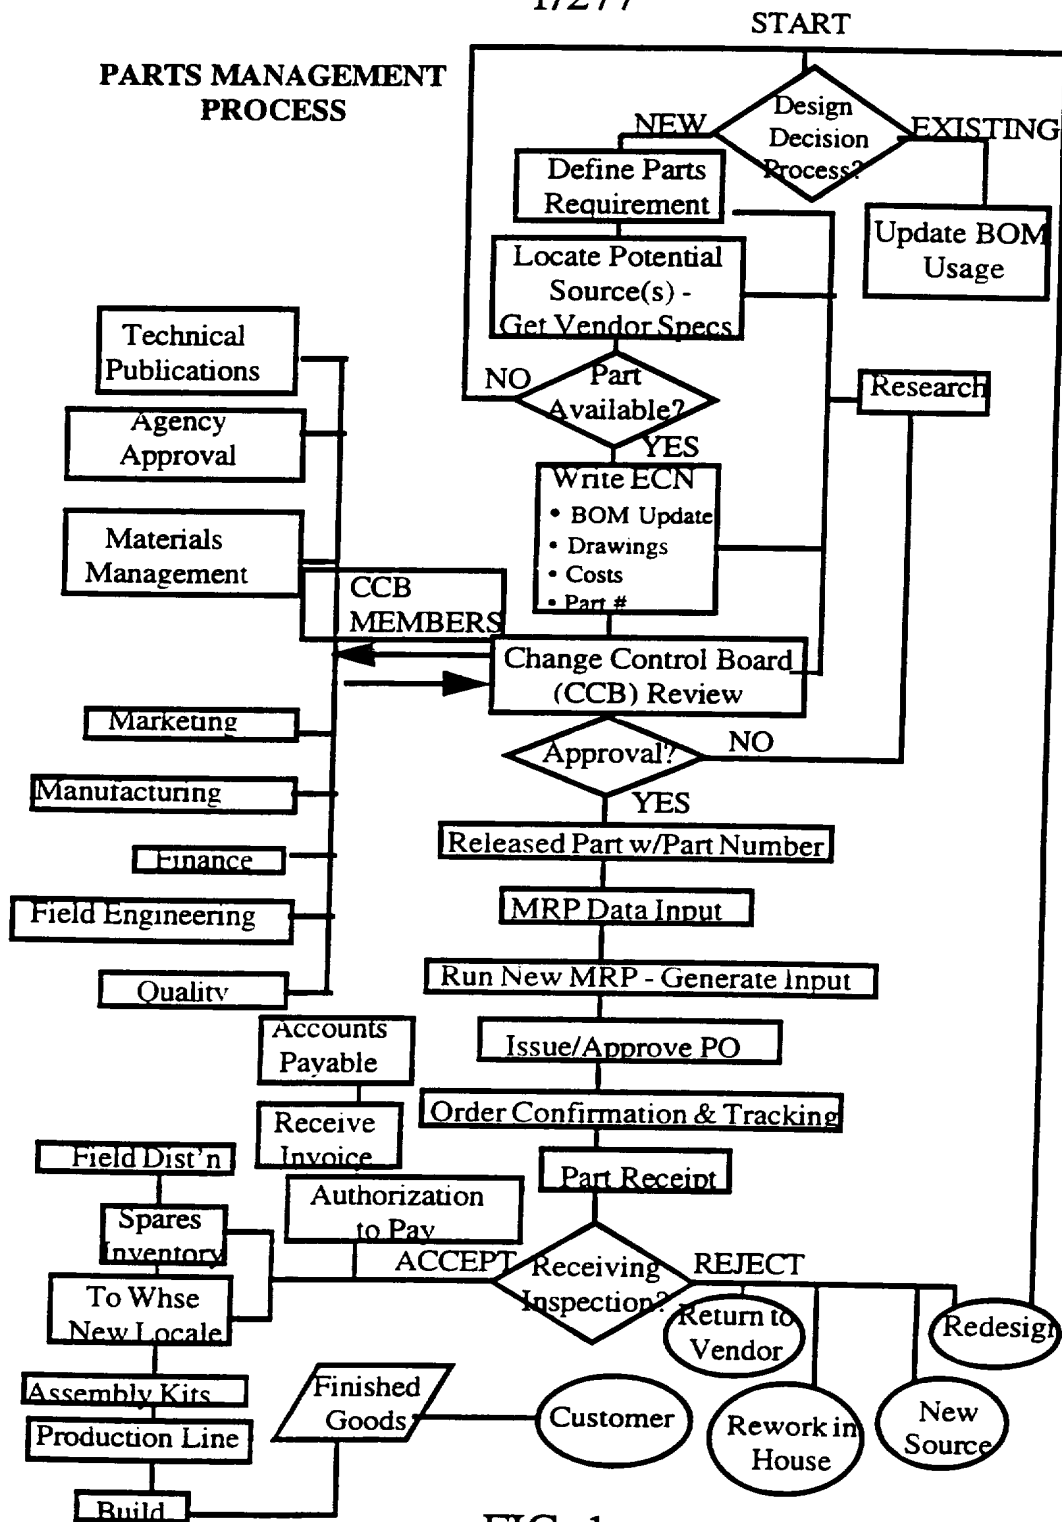 1/277
START
PARTS MANAGEMENT
PROCESS
Design
Decision
Process?
NEW
EXISTING
Define Parts
Requirement
Update BOM
Usage
Locate Potential
Source(s) -
Get Vendor Specs
Technical
Publications
NO
Part
Available?
Research
Agency
Approval
YES
Write ECN
• BOM Update
• Drawings
• Costs
• Part #
Materials
Management
CCB
MEMBERS
Change Control Board
(CCB) Review
Marketing
Approval?
NO
Manufacturing
YES
Released Part w/Part Number
Finance
MRP Data Input
Field Engineering
Run New MRP - Generate Input
Quality
Accounts
Payable
Issue/Approve PO
Order Confirmation & Tracking
Receive
Invoice
Field Dist'n
Part Receipt
Authorization
to Pay
Spares
Inventory
ACCEPT
Receiving
Inspection?
REJECT
To Whse
New Locale
Return to
Vendor
Redesign
Assembly Kits
Finished
Goods
Customer
Rework in
House
New
Source
Production Line
Build
FIG. 1